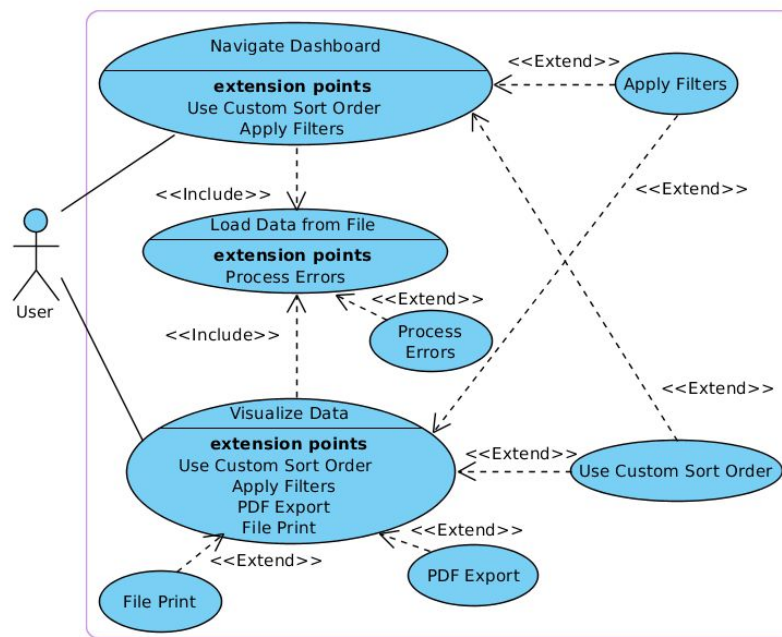 Navigate Dashboard
extension points
Use Custom Sort Order
Apply Filters
<<Extend>>
Apply Filters
<<Include>>
<<Extend>>
Load Data from File
extension points
Process Errors
<<Extend>>
Process
Errors
User
<<Include>>
<<Extend>>
Visualize Data
extension points
Use Custom Sort Order
Apply Filters
PDF Export
File Print
<<Extend>>
Use Custom Sort Order
<<Extend>>
<<Extend>>
PDF Export
File Print